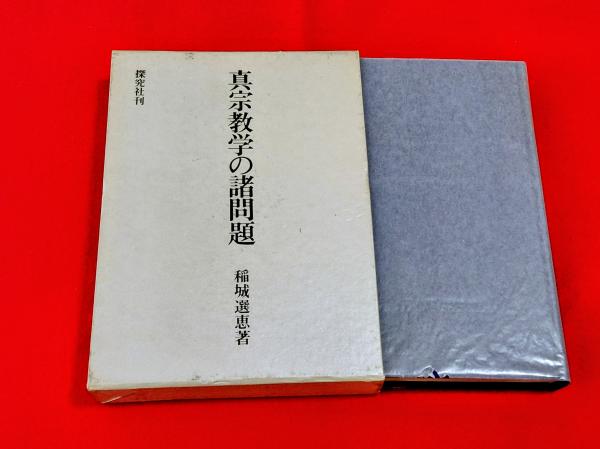 真宗教学の諸問題
稲城選恵著
探究社刊